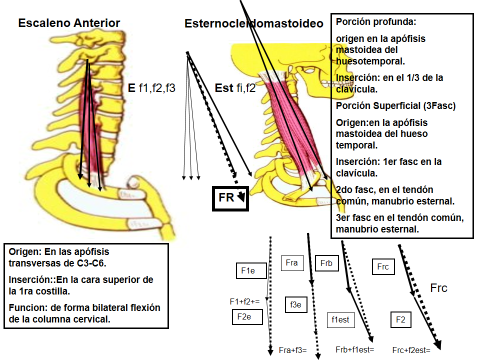 Escaleno Anterior
Esternocleidomastoideo
E f1,f2,f3
Est fi,f2
FR
Porción profunda:
origen en la apófisis
mastoidea del
huesotemporal.
Inserción: en el 1/3 de la
clavícula.
Porción Superficial (3Fasc)
Origen:en la apófisis
mastoidea del hueso
temporal.
Inserción: 1er fasc en la
clavícula.
2do fasc, en el tendón
común, manubrio esternal.
3er fasc en el tendón común,
manubrio esternal.
Origen: En las apófisis
transversas de C3-C6.
Inserción::En la cara superior de
la 1ra costilla.
Funcion: de forma bilateral flexión
de la columna cervical.
F1e
F1+f2+=
F2e
Fra
f3e
Fra+f3=
Frb
f1est
Frb+f1est=
Frc
F2
Frc+f2est=
Frc